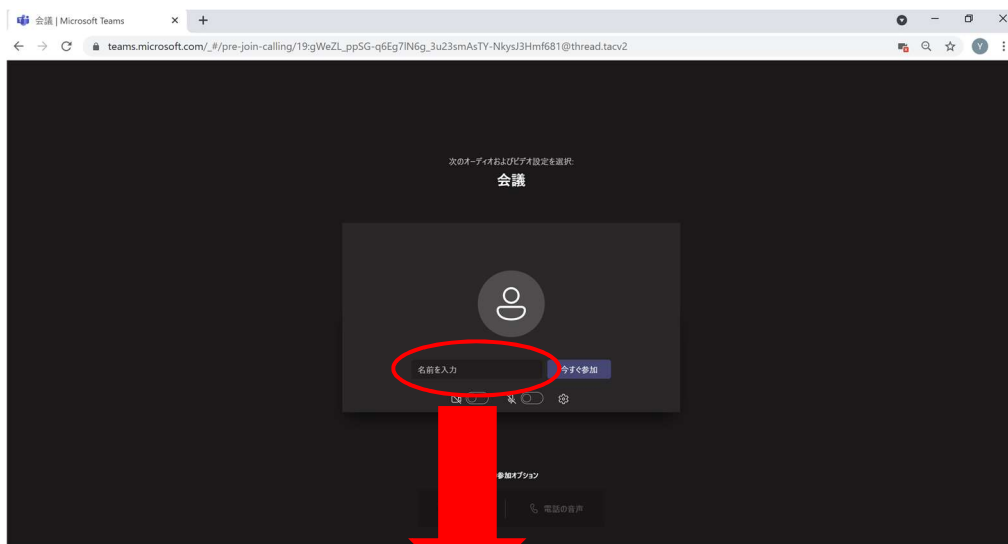 会議 | Microsoft Teams
teams.microsoft.com/_#/pre-join-calling/19:gWeZL_ppSG-q6Eg7lN6g_3u23smAsTY-NkysJ3Hmf681@thread.tacv2
Y
次のオーディオおよびビデオ設定を選択:
会議
名前を入力
今すぐ参加
参加オプション
電話の音声